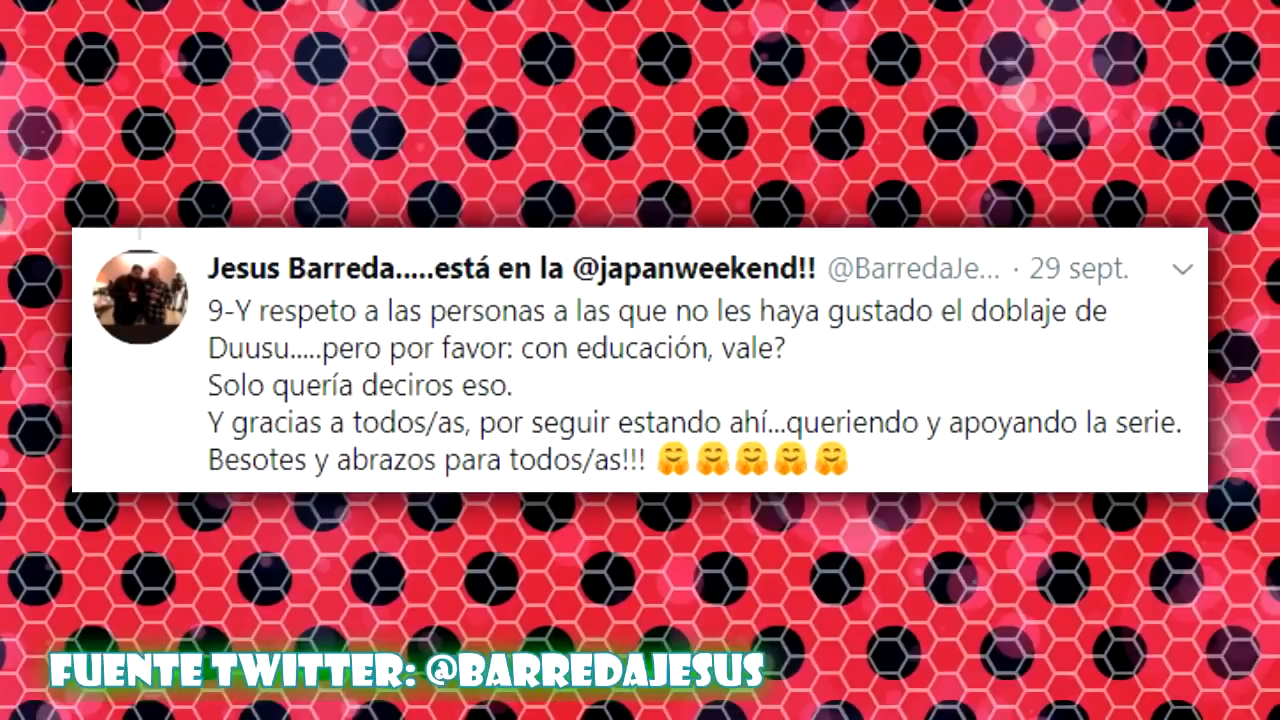 Jesus Barreda.....está en la @japanweekend!! @BarredaJe... · 29 sept.
9-Y respeto a las personas a las que no les haya gustado el doblaje de
Duusu.....pero por favor: con educación, vale?
Solo quería deciros eso.
Y gracias a todos/as, por seguir estando ahí...queriendo y apoyando la serie.
Besotes y abrazos para todos/as!!! 🤗🤗🤗🤗🤗
FUENTE TWITTER: @BARREDAJESUS